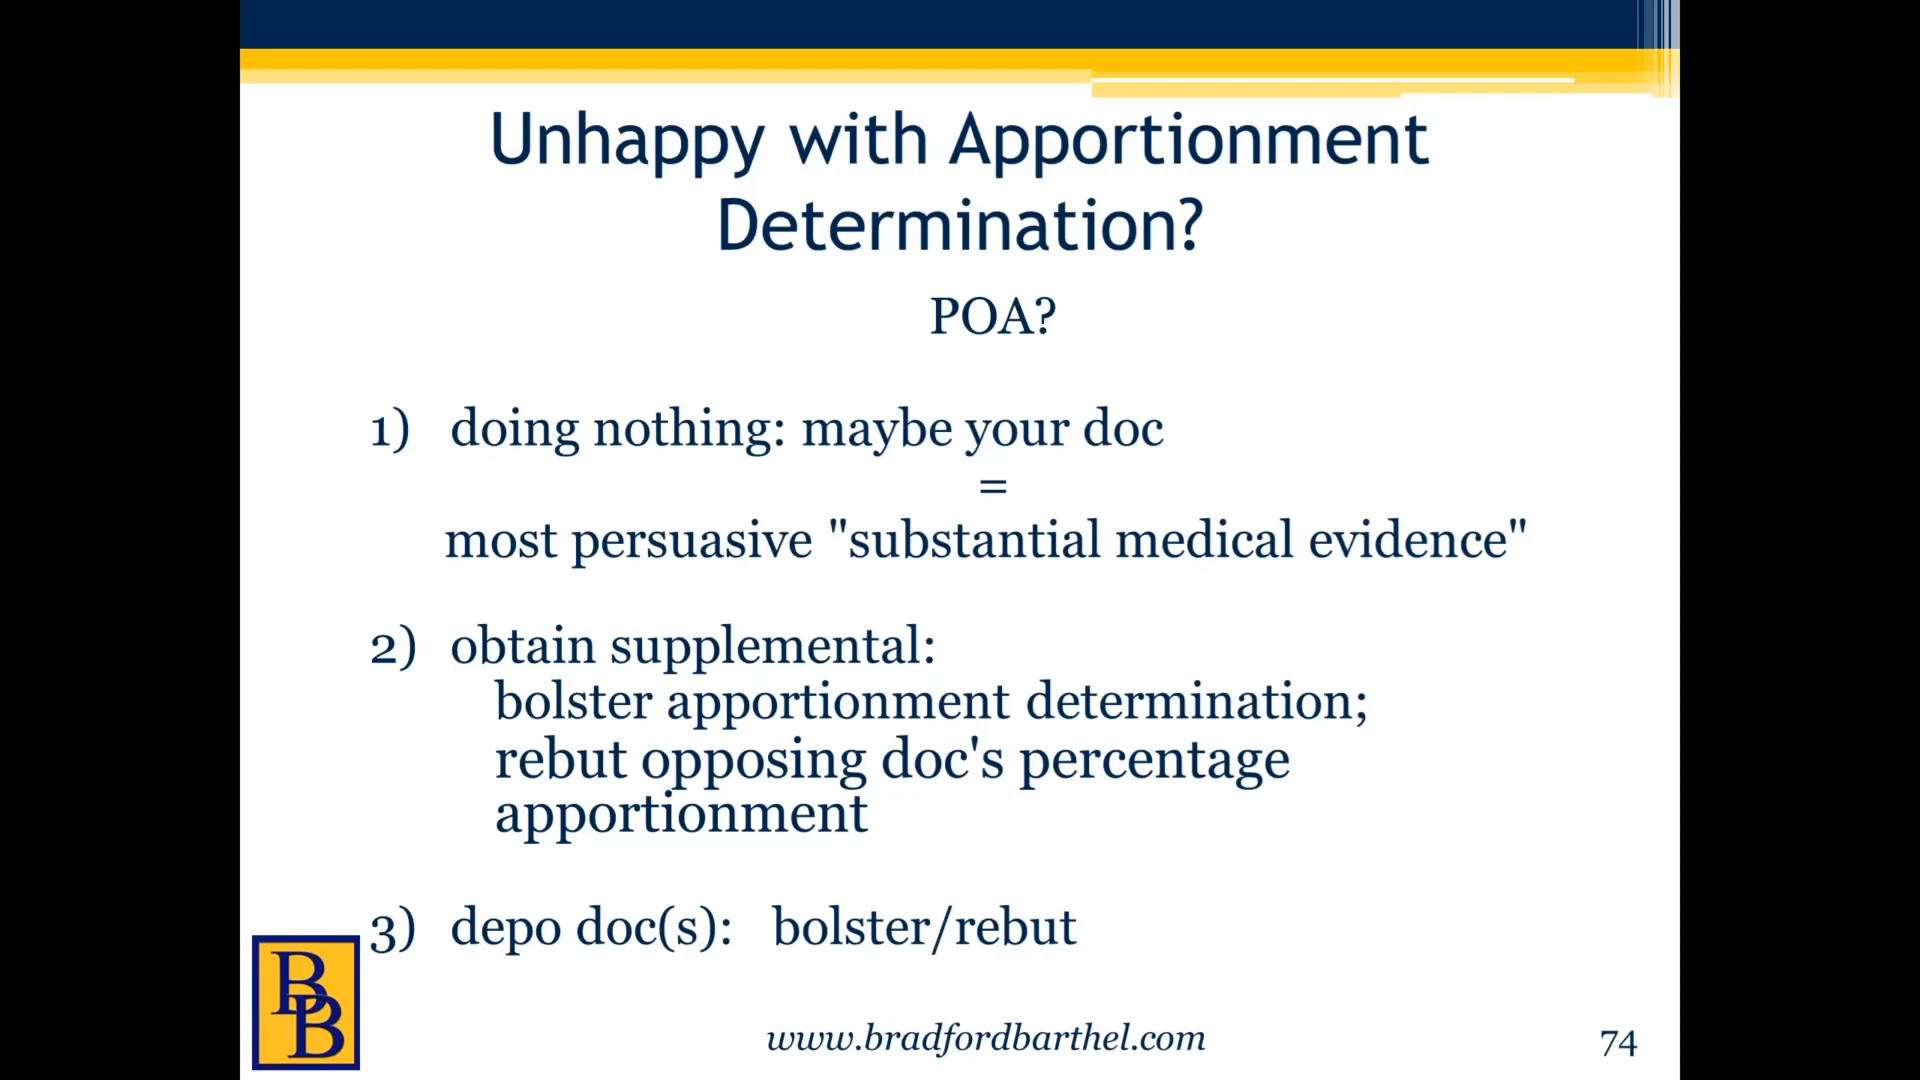 Unhappy with Apportionment
Determination?
POA?
1) doing nothing: maybe your doc
=
most persuasive "substantial medical evidence"
2) obtain supplemental:
bolster apportionment determination;
rebut opposing doc's percentage
apportionment
3) depo doc(s): bolster/rebut
BB
www.bradfordbarthel.com
74